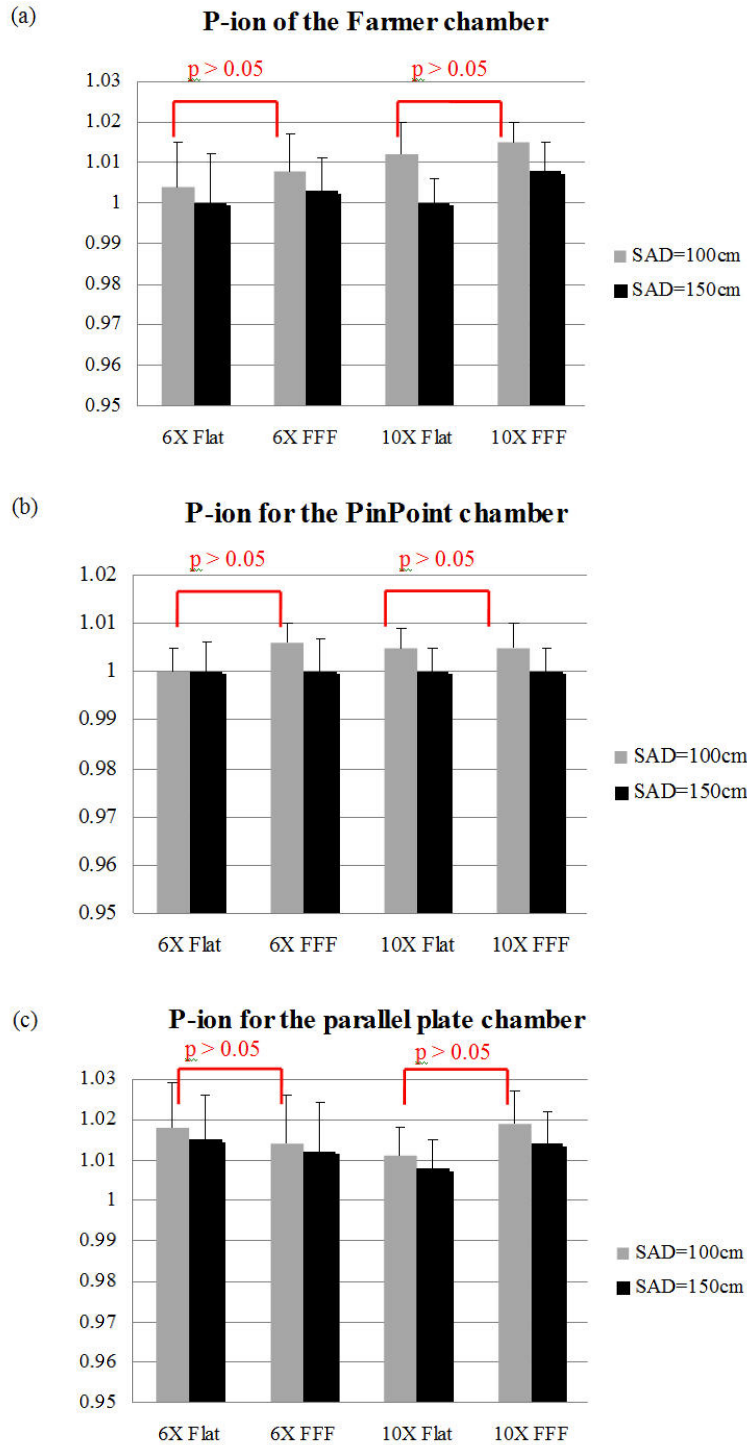 (a)
P-ion of the Farmer chamber
p > 0.05 p > 0.05
1.03
1.02
1.01
1
0.99
0.98
0.97
0.96
0.95
6X Flat 6X FFF 10X Flat 10X FFF
SAD=100cm
SAD=150cm
(b)
P-ion for the PinPoint chamber
p > 0.05 p > 0.05
1.02
1.01
1
0.99
0.98
0.97
0.96
0.95
6X Flat 6X FFF 10X Flat 10X FFF
SAD=100cm
SAD=150cm
(c)
P-ion for the parallel plate chamber
p > 0.05 p > 0.05
1.03
1.02
1.01
1
0.99
0.98
0.97
0.96
0.95
6X Flat 6X FFF 10X Flat 10X FFF
SAD=100cm
SAD=150cm